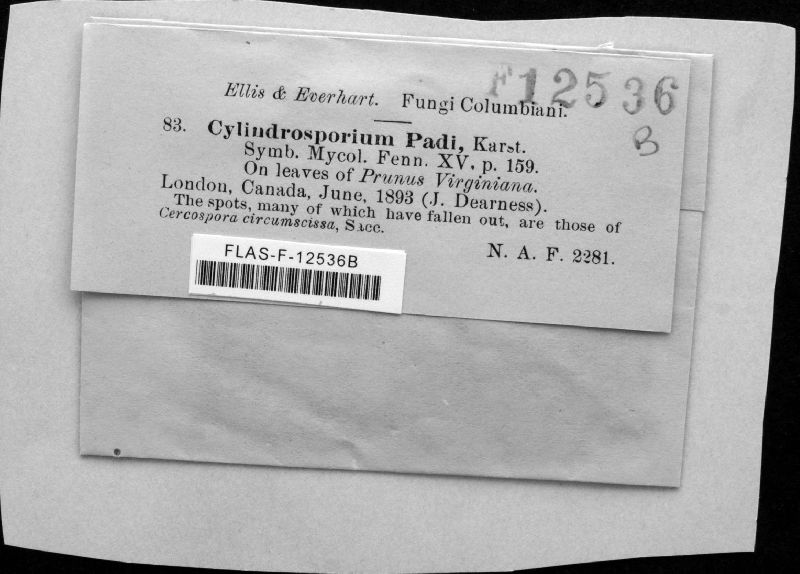 F12536
B
Ellis & Everhart. Fungi Columbiani.
83. Cylindrosporium Padi, Karst.
Symb. Mycol. Fenn. XV, p. 159.
On leaves of Prunus Virginiana.
London, Canada, June, 1893 (J. Dearness).
The spots, many of which have fallen out, are those of
Cercospora circumscissa, Sacc.
N. A. F. 2281.
FLAS-F-12536B